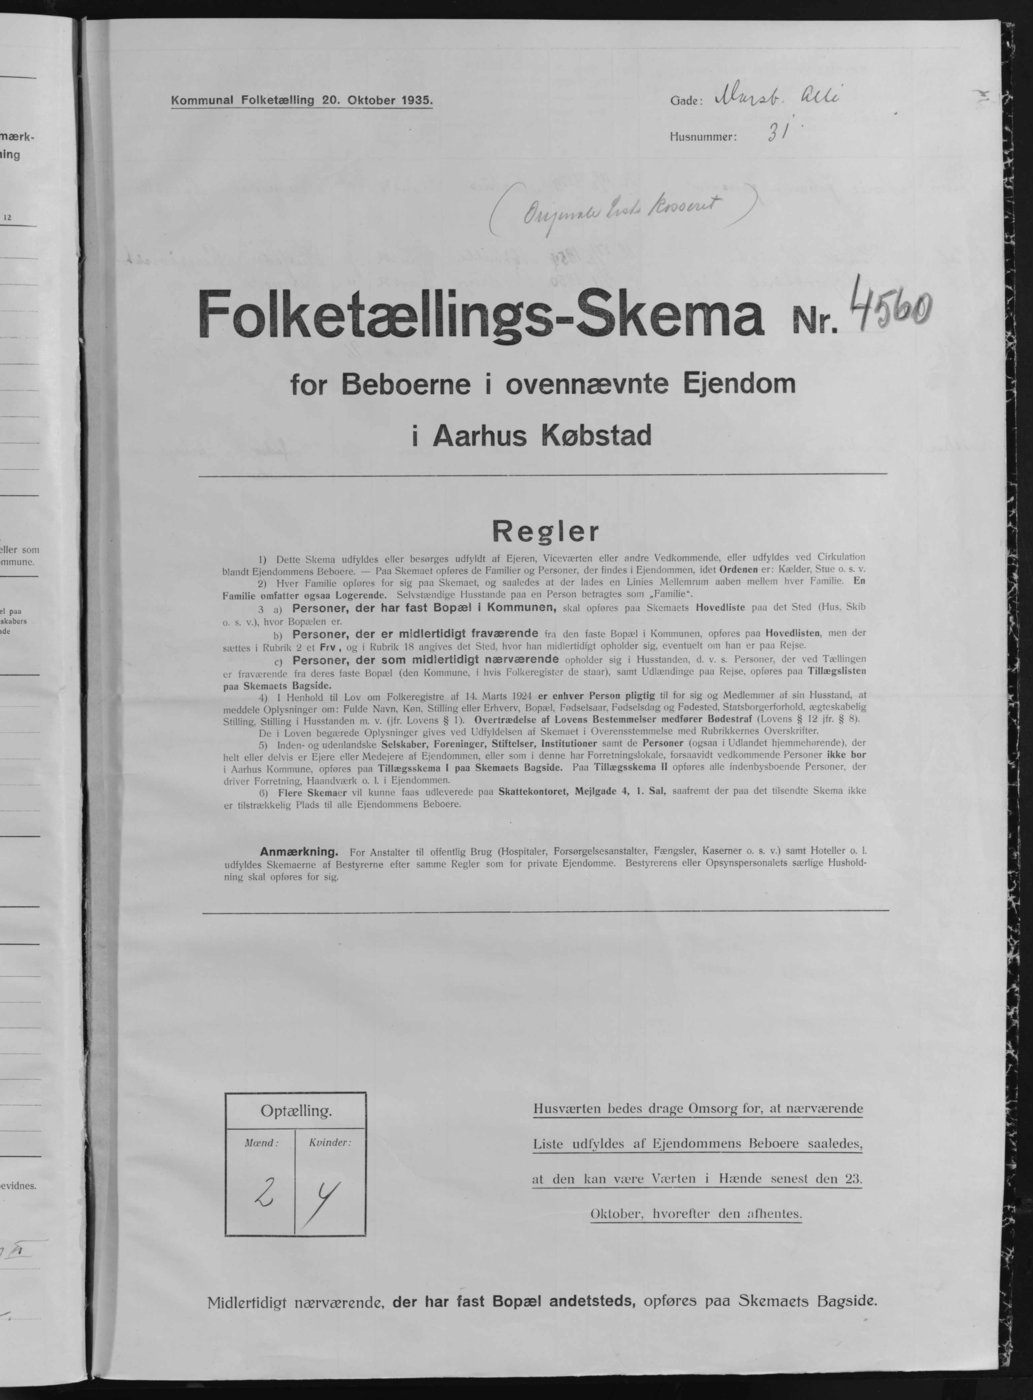 Kommunal Folketælling 20. Oktober 1935.
Gade: Marsb. Allé
Husnummer: 31
(Originale Liste Kasseret)
Folketællings-Skema Nr. 4560
for Beboerne i ovennævnte Ejendom
i Aarhus Købstad
Regler
1) Dette Skema udfyldes eller besørges udfyldt af Ejeren, Viceværten eller andre Vedkommende, eller udfyldes ved Cirkulation
blandt Ejendommens Beboere. — Paa Skemaet opføres de Familier og Personer, der findes i Ejendommen, idet Ordenen er: Kælder, Stue o. s. v.
2) Hver Familie opføres for sig paa Skemaet, og saaledes at der lades en Linies Mellemrum aaben mellem hver Familie. En
Familie omfatter ogsaa Logerende. Selvstændige Husstande paa en Person betragtes som „Familie“.
3 a) Personer, der har fast Bopæl i Kommunen, skal opføres paa Skemaets Hovedliste paa det Sted (Hus, Skib
o. s. v.), hvor Bopælen er.
b) Personer, der er midlertidigt fraværende fra den faste Bopæl i Kommunen, opføres paa Hovedlisten, men der
sættes i Rubrik 2 et Frv., og i Rubrik 18 angives det Sted, hvor han midlertidigt opholder sig, eventuelt om han er paa Rejse.
c) Personer, der som midlertidigt nærværende opholder sig i Husstanden, d. v. s. Personer, der ved Tællingen
er fraværende fra deres faste Bopæl (den Kommune, i hvis Folkeregister de staar), samt Udlændinge paa Rejse, opføres paa Tillægslisten
paa Skemaets Bagside.
4) I Henhold til Lov om Folkeregistre af 14. Marts 1924 er enhver Person pligtig til for sig og Medlemmer af sin Husstand, at
meddele Oplysninger om: Fulde Navn, Køn, Stilling eller Erhverv, Bopæl, Fødselsaar, Fødselsdag og Fødested, Statsborgerforhold, ægteskabelig
Stilling, Stilling i Husstanden m. v. (jfr. Lovens § 1). Overtrædelse af Lovens Bestemmelser medfører Bødestraf (Lovens § 12 jfr. § 8).
De i Loven begærede Oplysninger gives ved Udfyldelsen af Skemaet i Overensstemmelse med Rubrikkernes Overskrifter.
5) Inden- og udenlandske Selskaber, Foreninger, Stiftelser, Institutioner samt de Personer (ogsaa i Udlandet hjemmehørende), der
helt eller delvis er Ejere eller Medejere af Ejendommen, eller som i denne har Forretningslokale, forsaavidt vedkommende Personer ikke bor
i Aarhus Kommune, opføres paa Tillægsskema I paa Skemaets Bagside. Paa Tillægsskema II opføres alle indenbysboende Personer, der
driver Forretning, Haandværk o. l. i Ejendommen.
6) Flere Skemaer vil kunne faas udleverede paa Skattekontoret, Mejlgade 4, 1. Sal, saafremt der paa det tilsendte Skema ikke
er tilstrækkelig Plads til alle Ejendommens Beboere.
Anmærkning. For Anstalter til offentlig Brug (Hospitaler, Forsørgelsesanstalter, Fængsler, Kaserner o. s. v.) samt Hoteller o. l.
udfyldes Skemaerne af Bestyrerne efter samme Regler som for private Ejendomme. Bestyrerens eller Opsynspersonalets særlige Hushold-
ning skal opføres for sig.
Optælling.
Mænd: Kvinder:
2 4
Husværten bedes drage Omsorg for, at nærværende
Liste udfyldes af Ejendommens Beboere saaledes,
at den kan være Værten i Hænde senest den 23.
Oktober, hvorefter den afhentes.
Midlertidigt nærværende, der har fast Bopæl andetsteds, opføres paa Skemaets Bagside.
mærk-
ning
12
eller som
mmune.
el paa
skabers
evidnes.